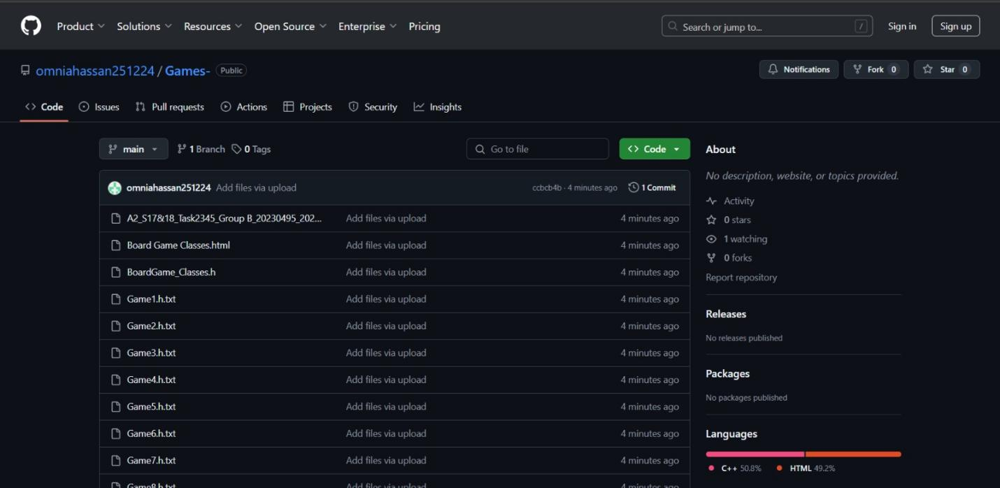 Product Solutions Resources Open Source Enterprise Pricing Search or jump to... / Sign in Sign up
omniahassan251224 / Games- Public Notifications Fork 0 Star 0
Code Issues Pull requests Actions Projects Security Insights
main 1 Branch 0 Tags Go to file Code
omniahassan251224 Add files via upload ccbcb4b · 4 minutes ago 1 Commit
A2_S17&18_Task2345_Group B_20230495_202... Add files via upload 4 minutes ago
Board Game Classes.html Add files via upload 4 minutes ago
BoardGame_Classes.h Add files via upload 4 minutes ago
Game1.h.txt Add files via upload 4 minutes ago
Game2.h.txt Add files via upload 4 minutes ago
Game3.h.txt Add files via upload 4 minutes ago
Game4.h.txt Add files via upload 4 minutes ago
Game5.h.txt Add files via upload 4 minutes ago
Game6.h.txt Add files via upload 4 minutes ago
Game7.h.txt Add files via upload 4 minutes ago
Game8.h.txt Add files via upload 4 minutes ago
About
No description, website, or topics provided.
Activity
0 stars
1 watching
0 forks
Report repository
Releases
No releases published
Packages
No packages published
Languages
C++ 50.8% HTML 49.2%